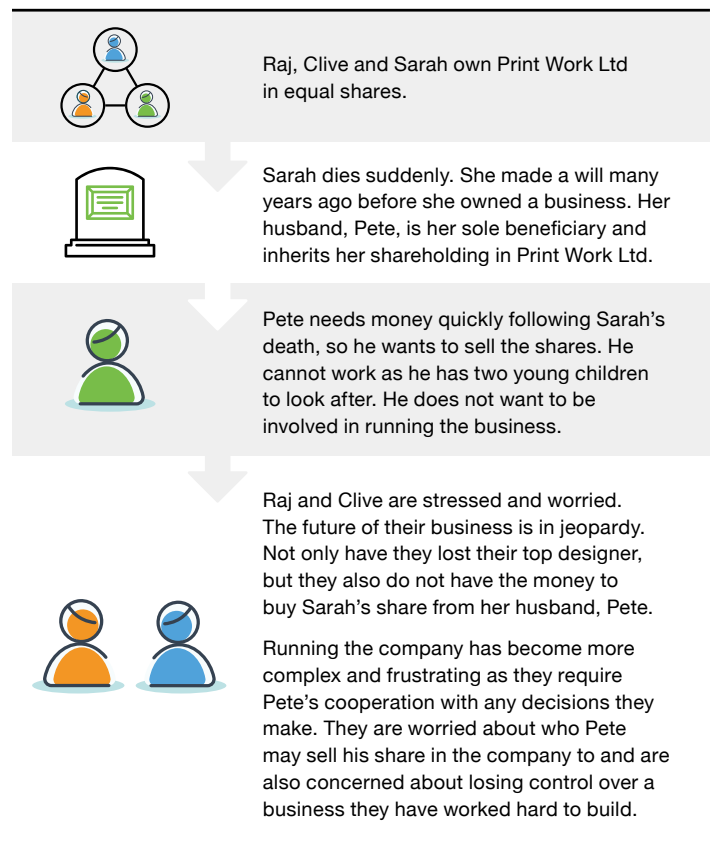 Raj, Clive and Sarah own Print Work Ltd
in equal shares.
Sarah dies suddenly. She made a will many
years ago before she owned a business. Her
husband, Pete, is her sole beneficiary and
inherits her shareholding in Print Work Ltd.
Pete needs money quickly following Sarah's
death, so he wants to sell the shares. He
cannot work as he has two young children
to look after. He does not want to be
involved in running the business.
Raj and Clive are stressed and worried.
The future of their business is in jeopardy.
Not only have they lost their top designer,
but they also do not have the money to
buy Sarah's share from her husband, Pete.
Running the company has become more
complex and frustrating as they require
Pete's cooperation with any decisions they
make. They are worried about who Pete
may sell his share in the company to and are
also concerned about losing control over a
business they have worked hard to build.